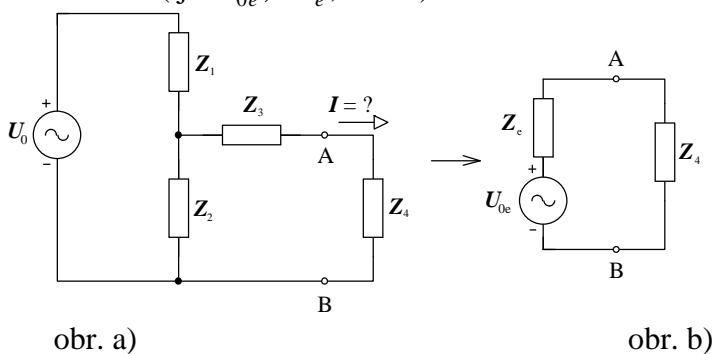 Z₁
Z₃
I = ?
A
A
+
U₀
−
Zₑ
Z₄
+
U₀ₑ
−
Z₂
Z₄
B
B
obr. a)
obr. b)